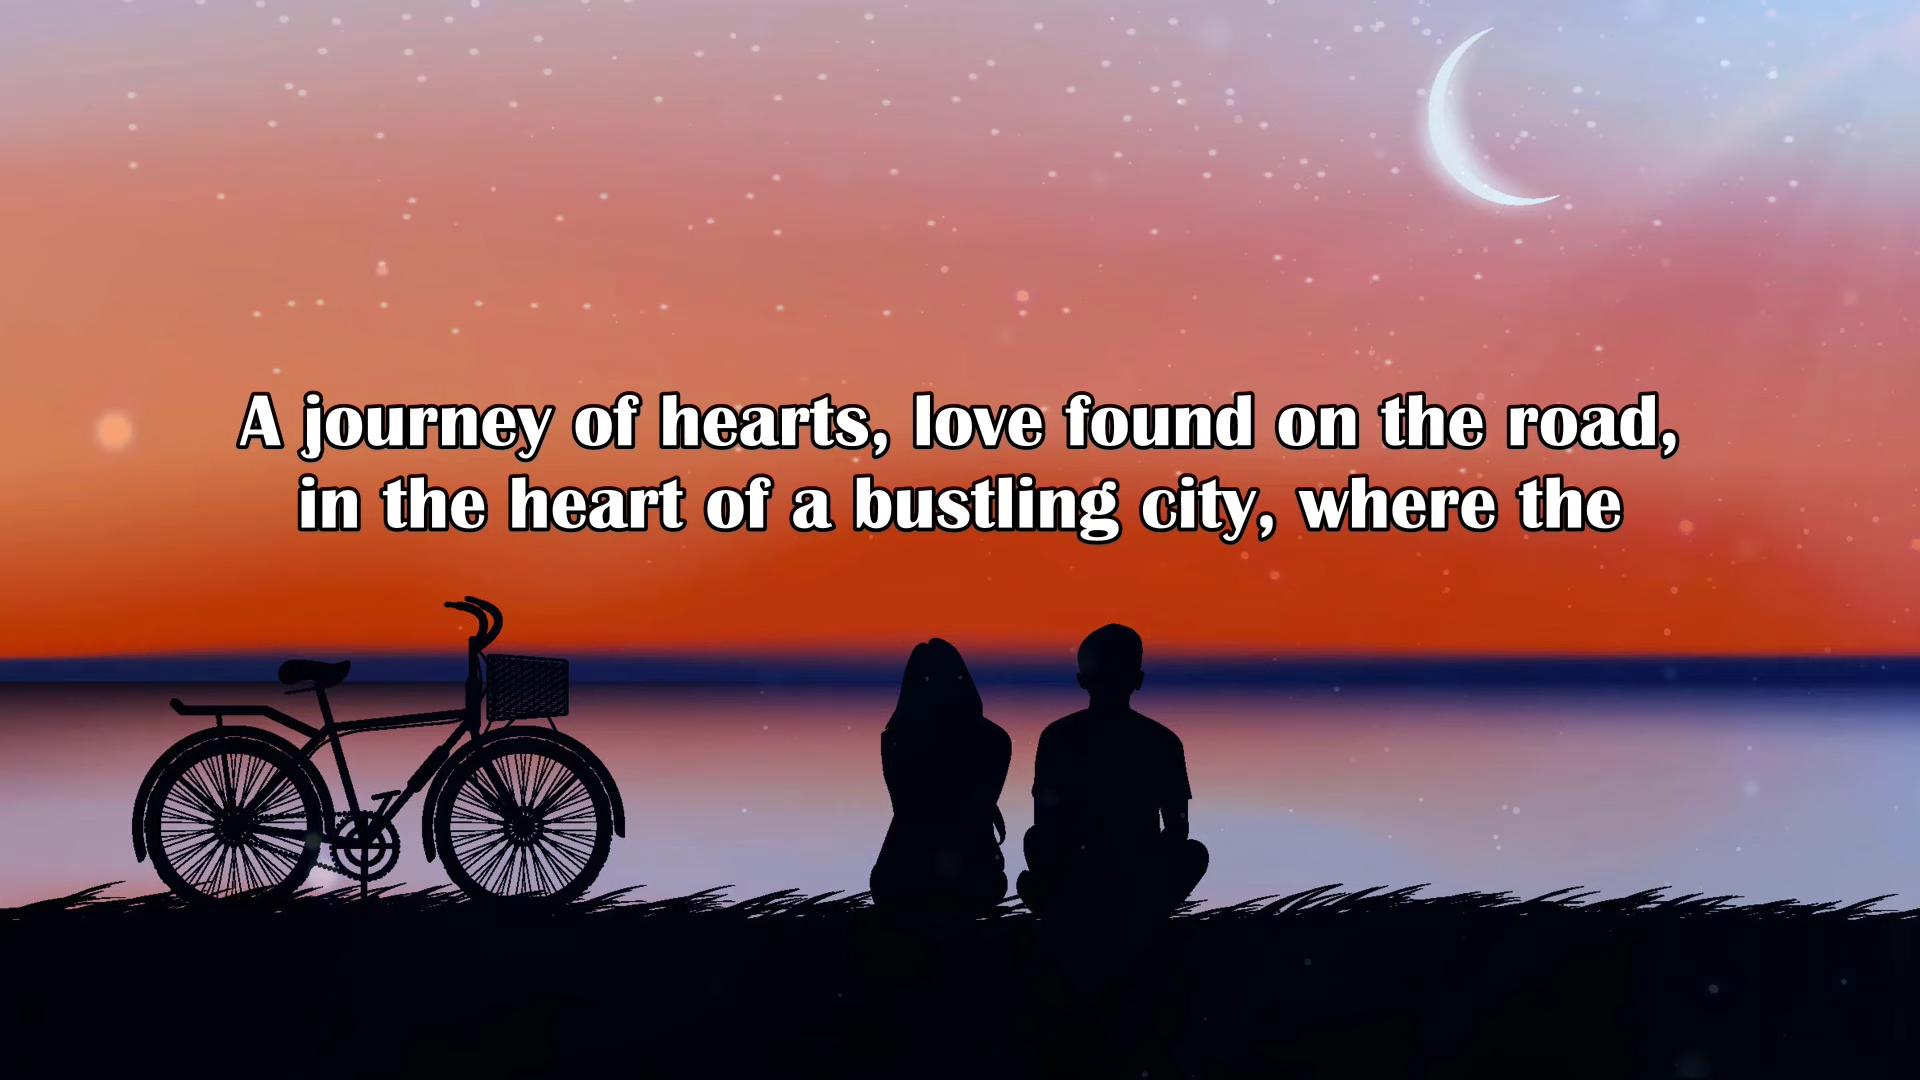 A journey of hearts, love found on the road,
in the heart of a bustling city, where the